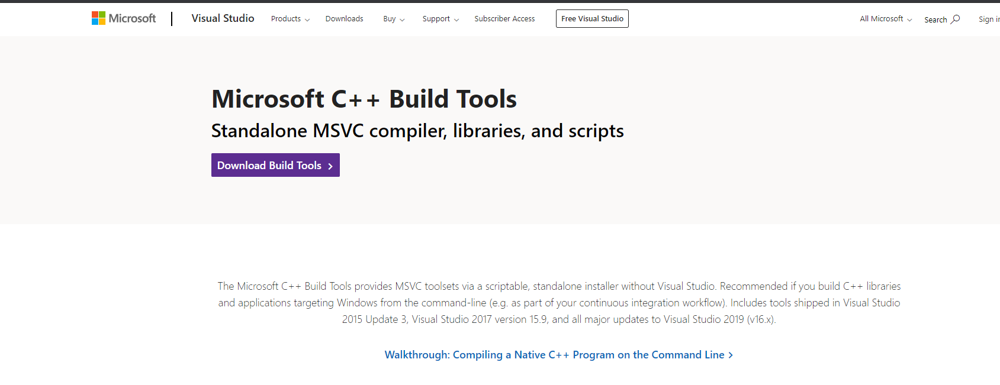 Microsoft Visual Studio Products Downloads Buy Support Subscriber Access Free Visual Studio All Microsoft Search Sign in
Microsoft C++ Build Tools
Standalone MSVC compiler, libraries, and scripts
Download Build Tools
The Microsoft C++ Build Tools provides MSVC toolsets via a scriptable, standalone installer without Visual Studio. Recommended if you build C++ libraries
and applications targeting Windows from the command-line (e.g. as part of your continuous integration workflow). Includes tools shipped in Visual Studio
2015 Update 3, Visual Studio 2017 version 15.9, and all major updates to Visual Studio 2019 (v16.x).
Walkthrough: Compiling a Native C++ Program on the Command Line